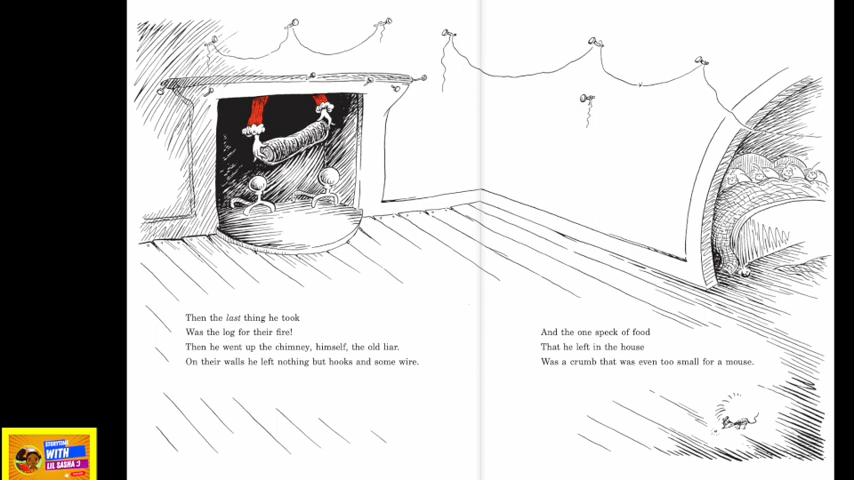 Then the last thing he took
Was the log for their fire!
Then he went up the chimney, himself, the old liar.
On their walls he left nothing but hooks and some wire.
And the one speck of food
That he left in the house
Was a crumb that was even too small for a mouse.
STORYTIME
WITH
LIL SASHA :)